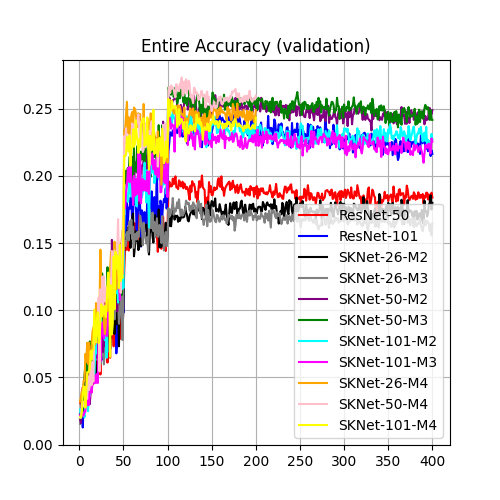 Entire Accuracy (validation)
0.25
0.20
0.15
0.10
0.05
0.00
0 50 100 150 200 250 300 350 400
ResNet-50
ResNet-101
SKNet-26-M2
SKNet-26-M3
SKNet-50-M2
SKNet-50-M3
SKNet-101-M2
SKNet-101-M3
SKNet-26-M4
SKNet-50-M4
SKNet-101-M4